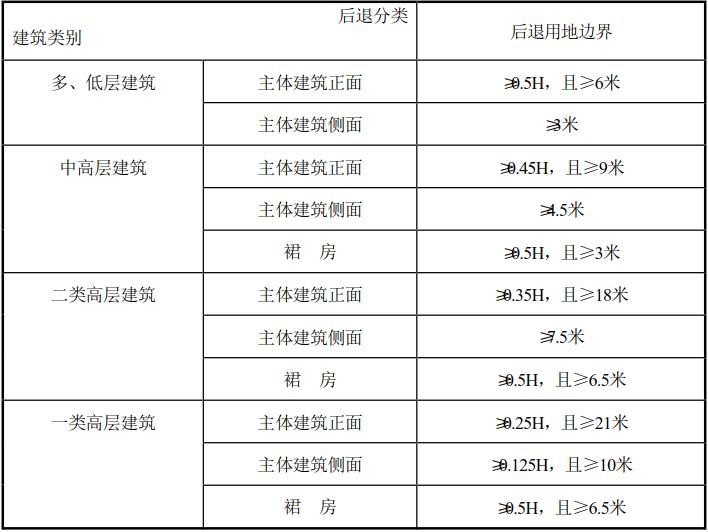 后退分类
建筑类别
后退用地边界
多、低层建筑 主体建筑正面 ≥0.5H，且≥6米
主体建筑侧面 ≥3米
中高层建筑 主体建筑正面 ≥0.45H，且≥9米
主体建筑侧面 ≥4.5米
裙 房 ≥0.5H，且≥3米
二类高层建筑 主体建筑正面 ≥0.35H，且≥18米
主体建筑侧面 ≥7.5米
裙 房 ≥0.5H，且≥6.5米
一类高层建筑 主体建筑正面 ≥0.25H，且≥21米
主体建筑侧面 ≥0.125H，且≥10米
裙 房 ≥0.5H，且≥6.5米